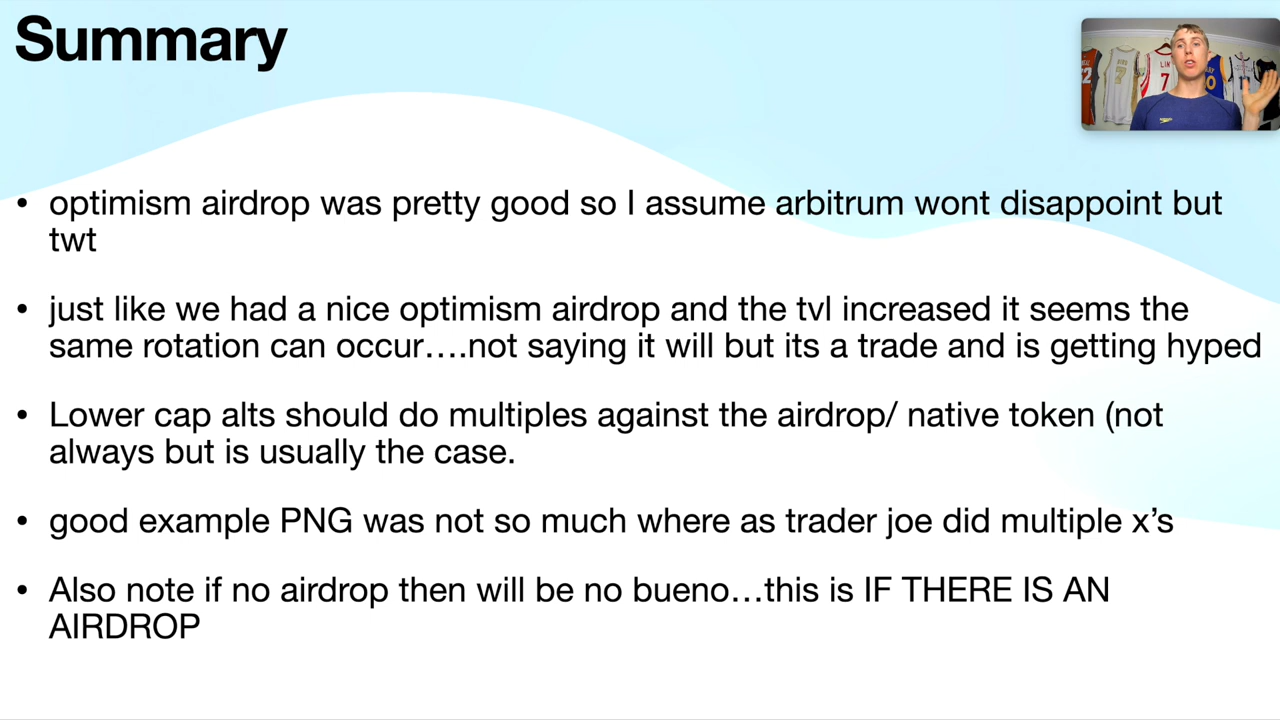 Summary
• optimism airdrop was pretty good so I assume arbitrum wont disappoint but
twt
• just like we had a nice optimism airdrop and the tvl increased it seems the
same rotation can occur….not saying it will but its a trade and is getting hyped
• Lower cap alts should do multiples against the airdrop/ native token (not
always but is usually the case.
• good example PNG was not so much where as trader joe did multiple x’s
• Also note if no airdrop then will be no bueno…this is IF THERE IS AN
AIRDROP
LIN
7